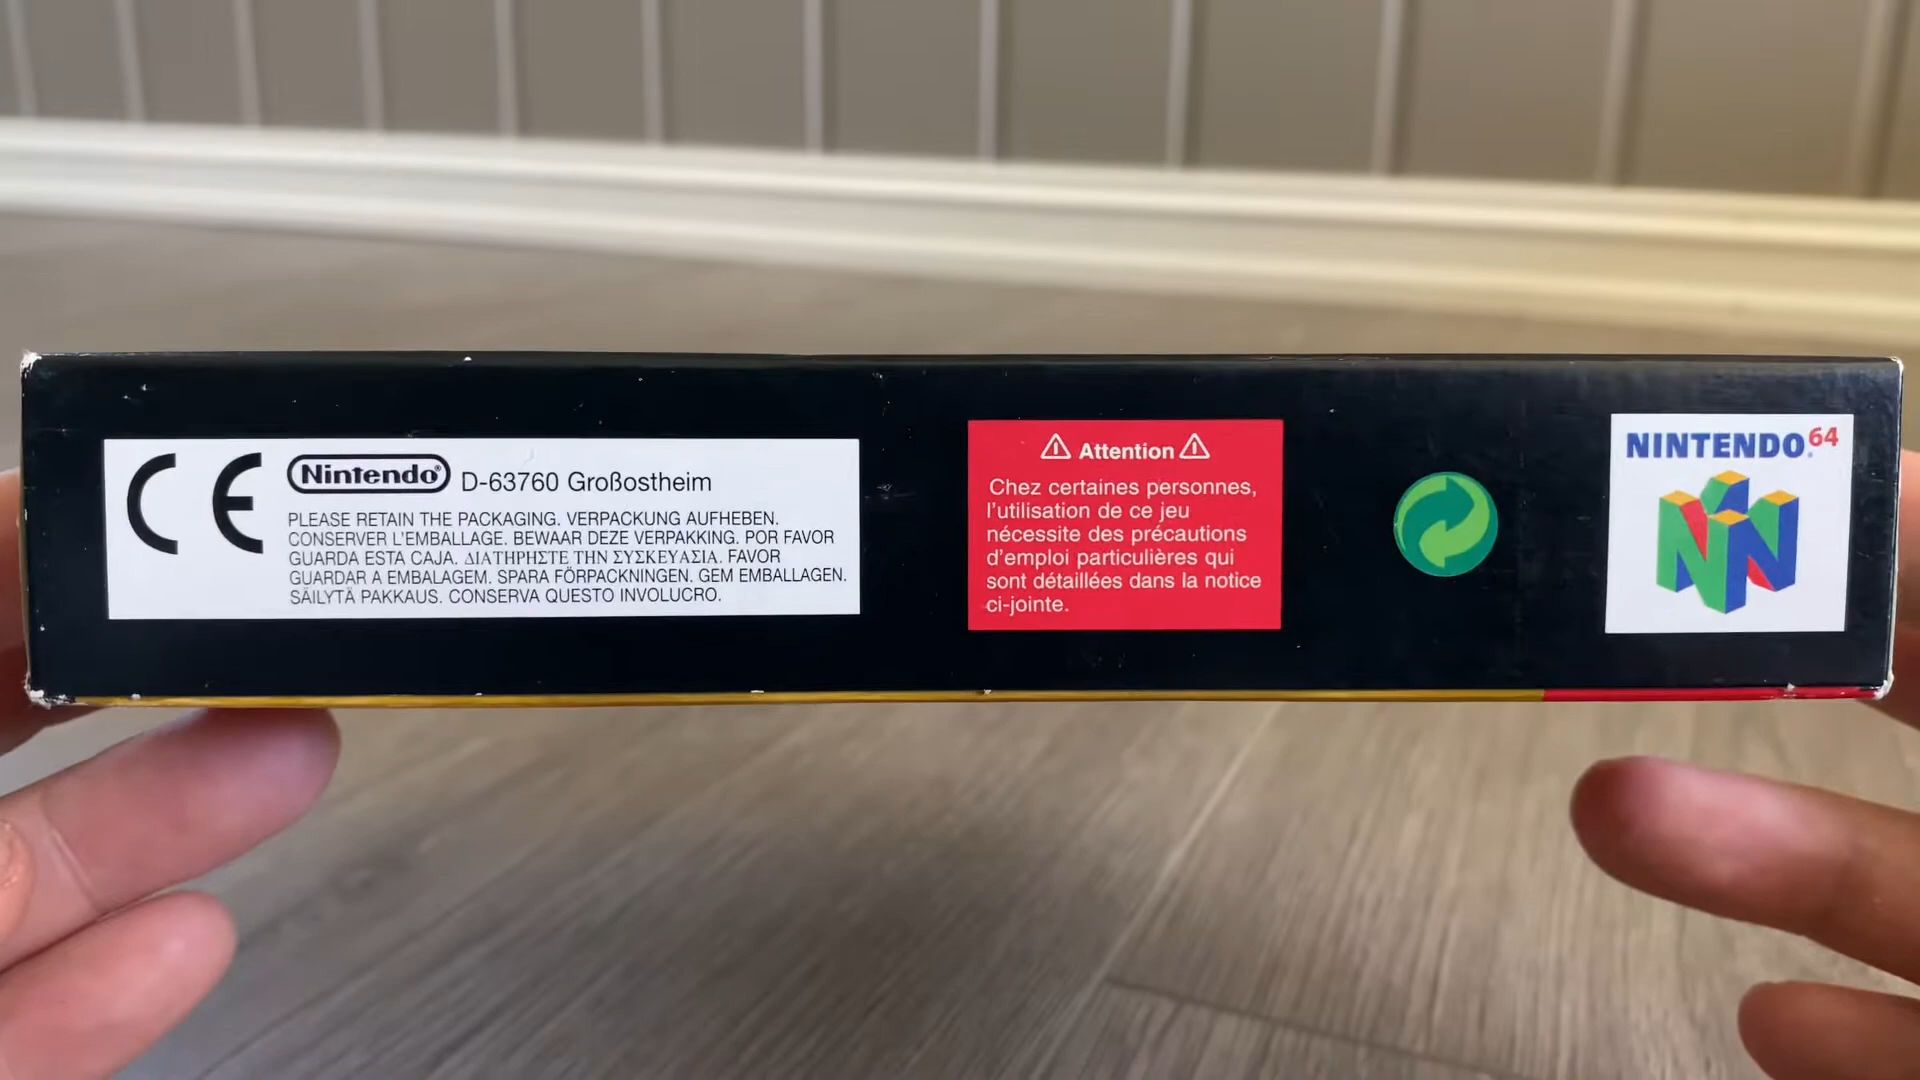 CE
Nintendo® D-63760 Großostheim
PLEASE RETAIN THE PACKAGING. VERPACKUNG AUFHEBEN.
CONSERVER L'EMBALLAGE. BEWAAR DEZE VERPAKKING. POR FAVOR
GUARDA ESTA CAJA. ΔΙΑΤΗΡΗΣΤΕ ΤΗΝ ΣΥΣΚΕΥΑΣΙΑ. FAVOR
GUARDAR A EMBALAGEM. SPARA FÖRPACKNINGEN. GEM EMBALLAGEN.
SÄILYTÄ PAKKAUS. CONSERVA QUESTO INVOLUCRO.
Attention
Chez certaines personnes,
l'utilisation de ce jeu
nécessite des précautions
d'emploi particulières qui
sont détaillées dans la notice
ci-jointe.
NINTENDO.64